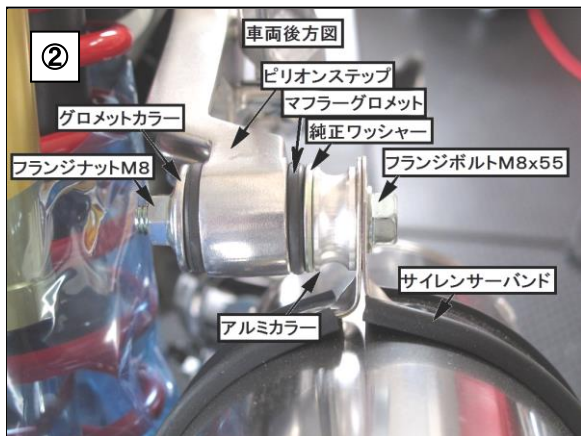 ②
車両後方図
ピリオンステップ
マフラーグロメット
グロメットカラー
純正ワッシャー
フランジナットM8
フランジボルトM8x55
サイレンサーバンド
アルミカラー